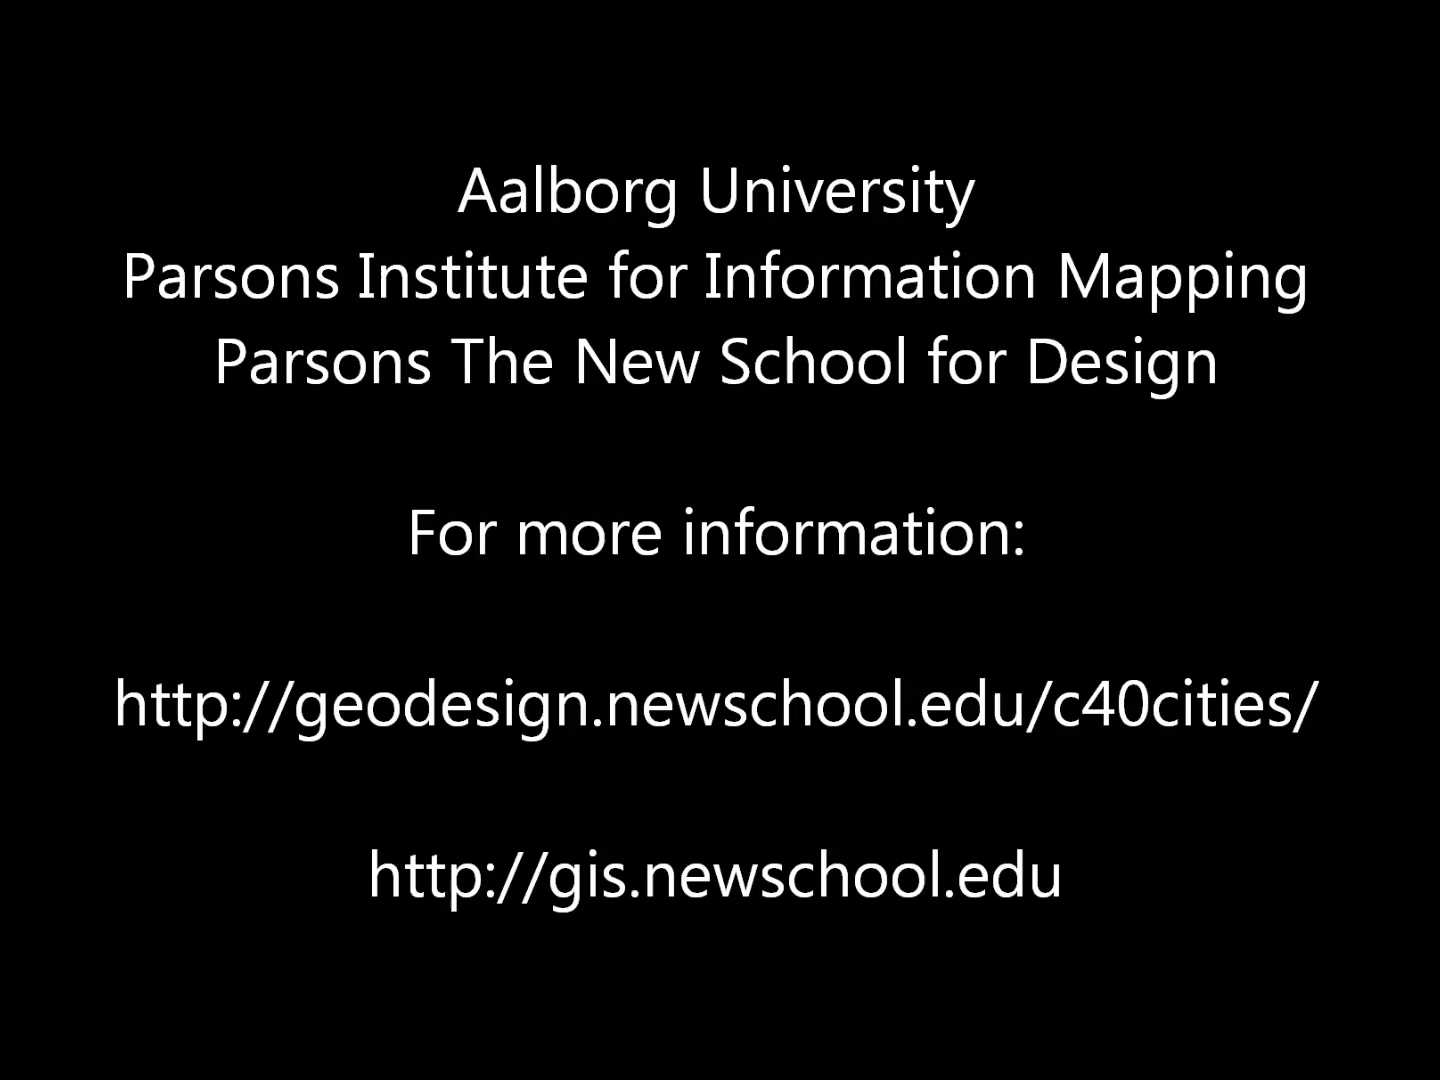 Aalborg University
Parsons Institute for Information Mapping
Parsons The New School for Design
For more information:
http://geodesign.newschool.edu/c40cities/
http://gis.newschool.edu